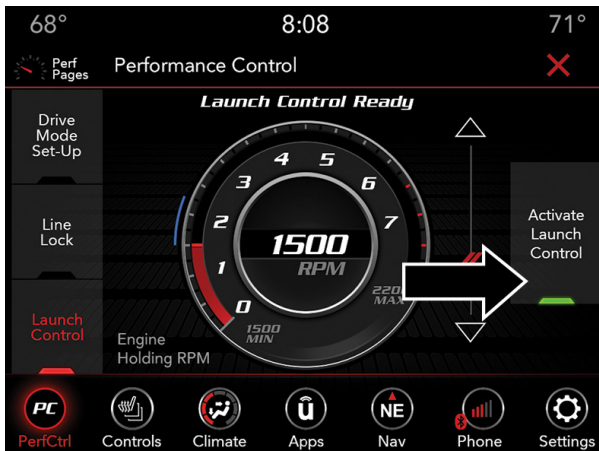 68°
8:08
71°
Perf
Pages
Performance Control
Launch Control Ready
Drive
Mode
Set-Up
Line
Lock
Launch
Control
0
1
2
3
4
5
6
7
1500
RPM
1500
MIN
MAX
Engine
Holding RPM
Activate
Launch
Control
PC
PerfCtrl
Controls
Climate
û
Apps
NE
Nav
Phone
Settings